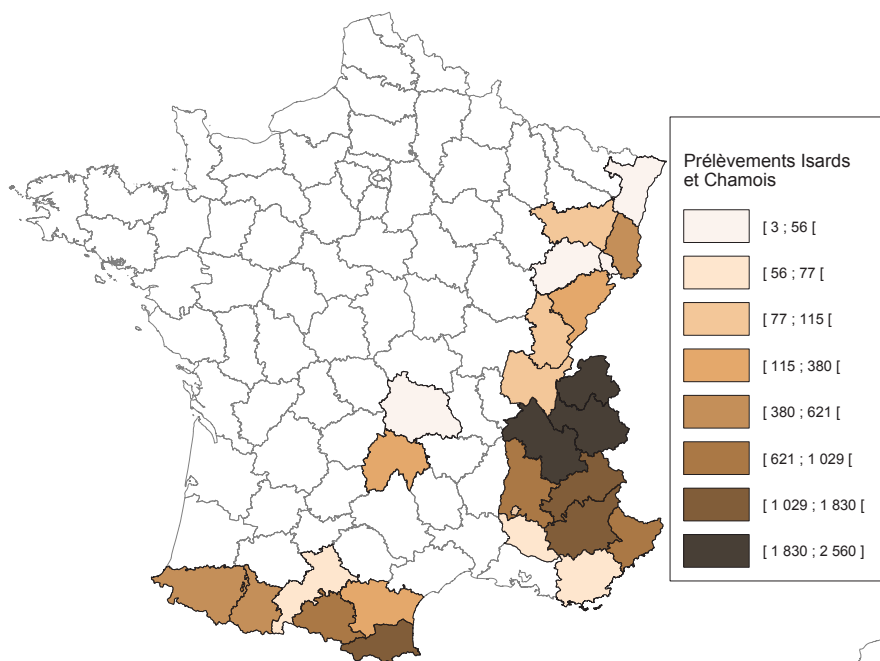 Prélèvements Isards
et Chamois
[ 3 ; 56 [
[ 56 ; 77 [
[ 77 ; 115 [
[ 115 ; 380 [
[ 380 ; 621 [
[ 621 ; 1 029 [
[ 1 029 ; 1 830 [
[ 1 830 ; 2 560 ]